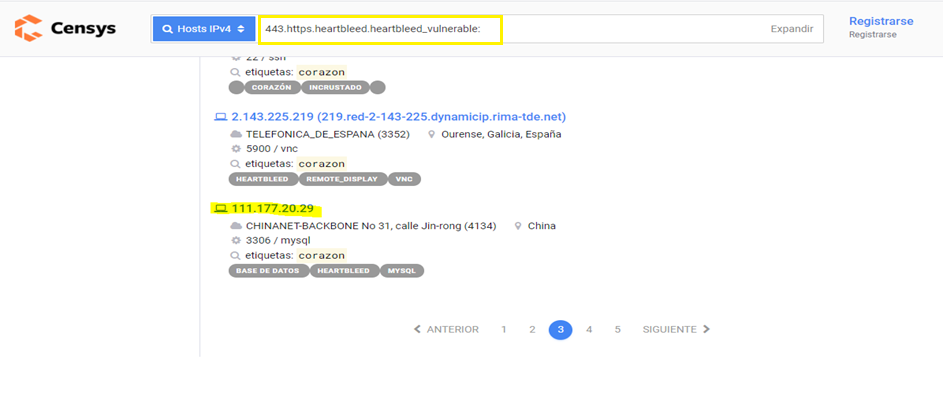 Censys
Hosts IPv4
443.https.heartbleed.heartbleed_vulnerable:
Expandir
Registrarse
Registrarse
22 / ssh
etiquetas: corazon
CORAZÓN INCRUSTADO
2.143.225.219 (219.red-2-143-225.dynamicip.rima-tde.net)
TELEFONICA_DE_ESPANA (3352) Ourense, Galicia, España
5900 / vnc
etiquetas: corazon
HEARTBLEED REMOTE_DISPLAY VNC
111.177.20.29
CHINANET-BACKBONE No 31, calle Jin-rong (4134) China
3306 / mysql
etiquetas: corazon
BASE DE DATOS HEARTBLEED MYSQL
ANTERIOR 1 2 3 4 5 SIGUIENTE